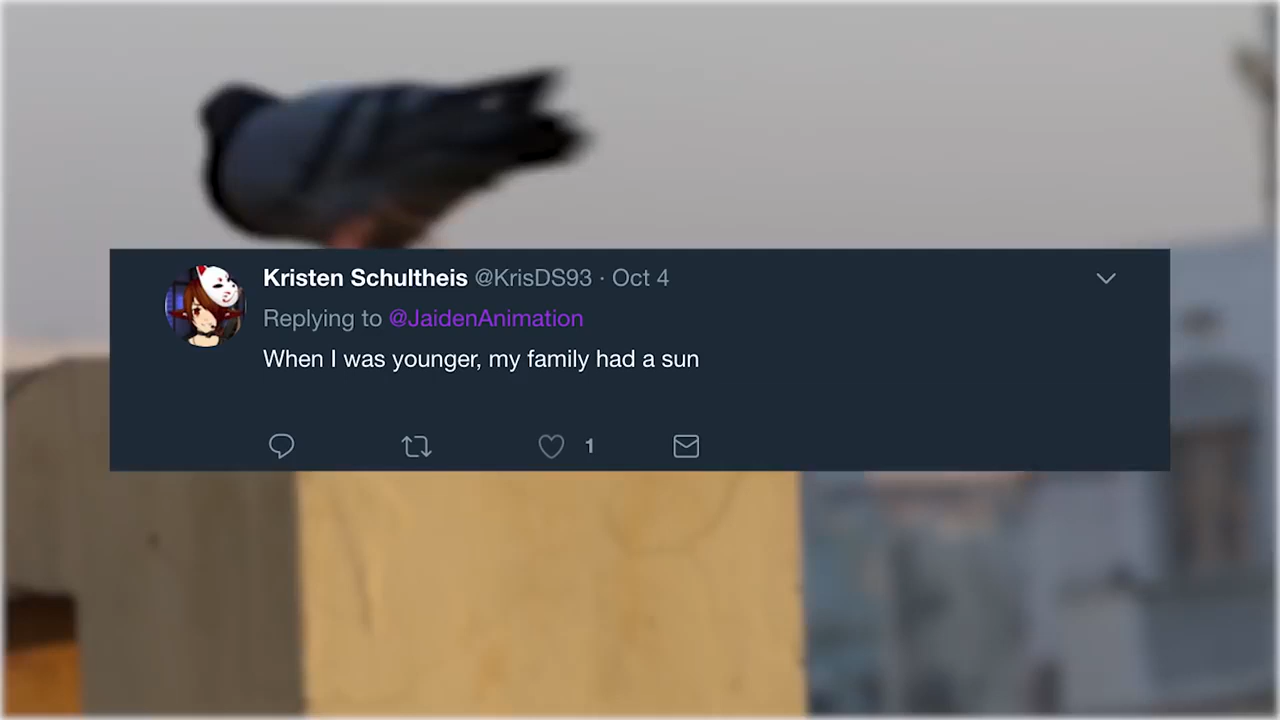 Kristen Schultheis @KrisDS93 · Oct 4
Replying to @JaidenAnimation
When I was younger, my family had a sun
1